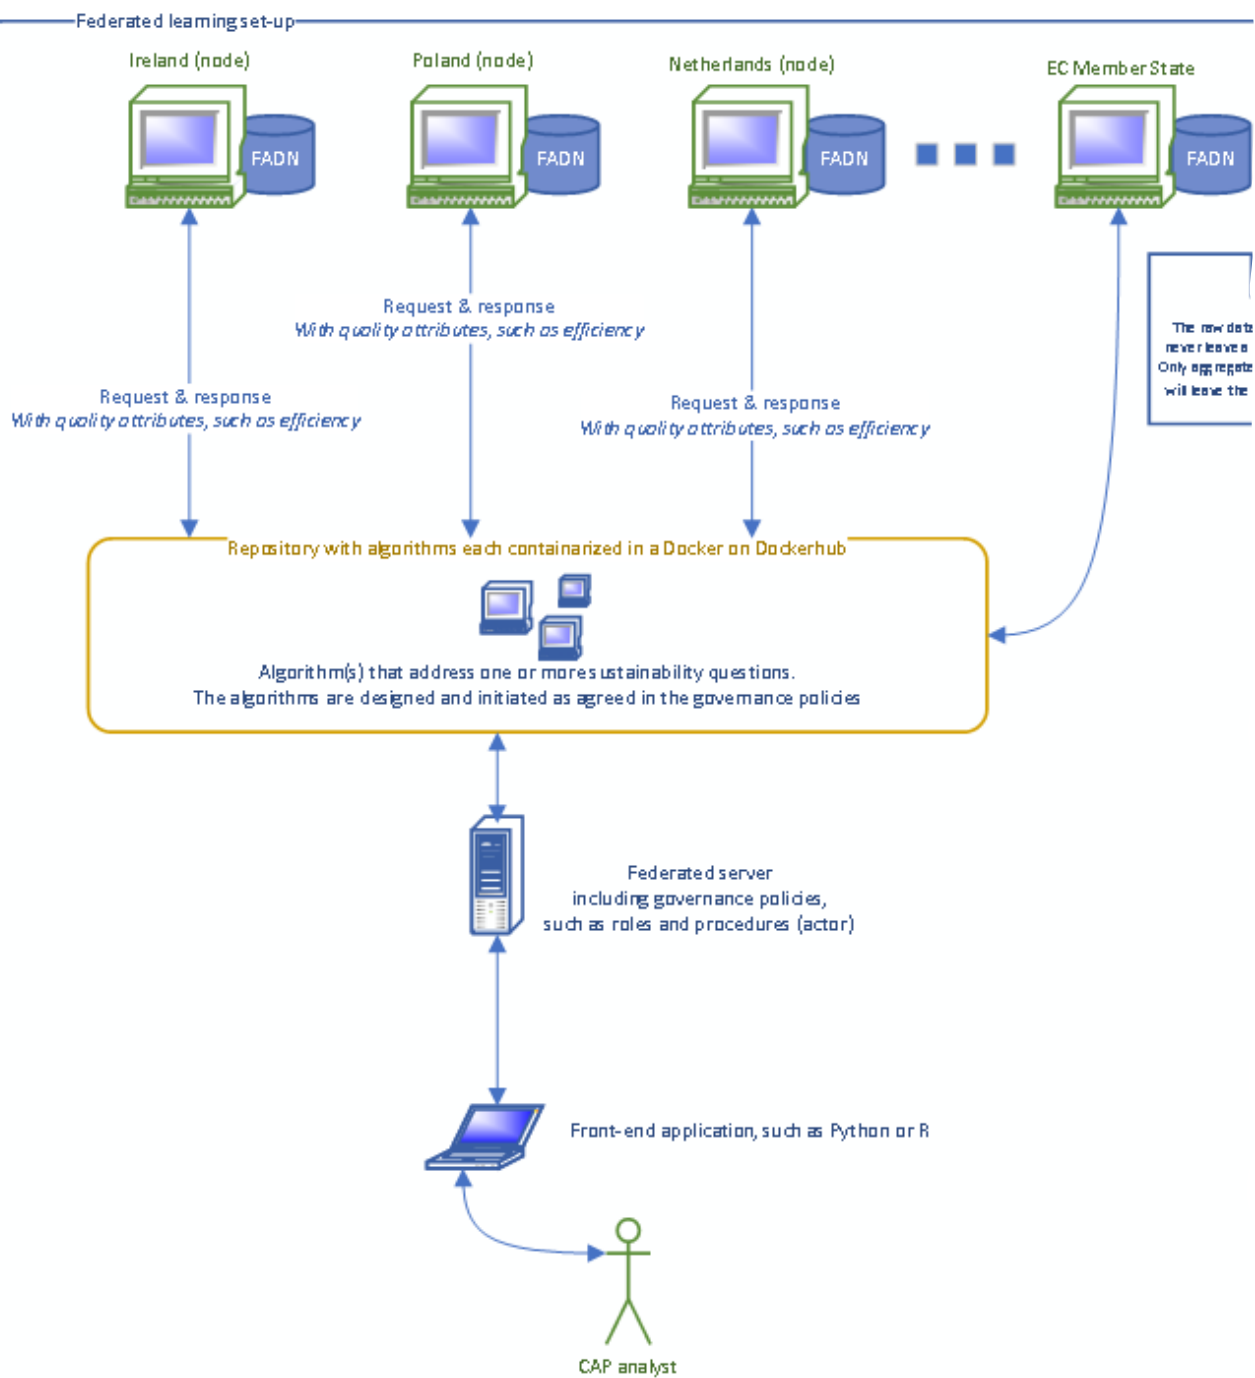 Federated learning set-up
Ireland (node)
Poland (node)
Netherlands (node)
EC Member State
FADN
FADN
FADN
FADN
Request & response
With quality attributes, such as efficiency
Request & response
With quality attributes, such as efficiency
Request & response
With quality attributes, such as efficiency
The raw data
never leave a
Only aggregate
will leave the
Repository with algorithms each containarized in a Docker on Dockerhub
Algorithm(s) that address one or more sustainability questions.
The algorithms are designed and initiated as agreed in the governance policies
Federated server
including governance policies,
such as roles and procedures (actor)
Front-end application, such as Python or R
CAP analyst